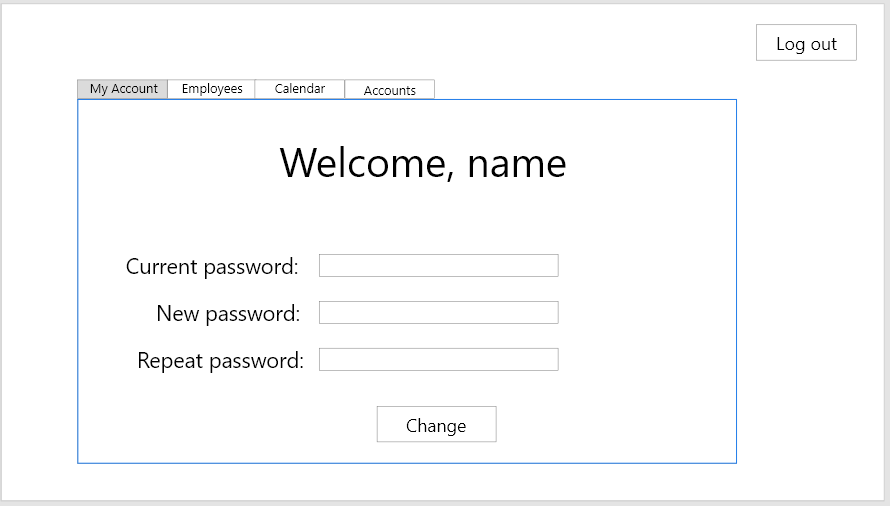 Log out
My Account Employees Calendar Accounts
Welcome, name
Current password:
New password:
Repeat password:
Change